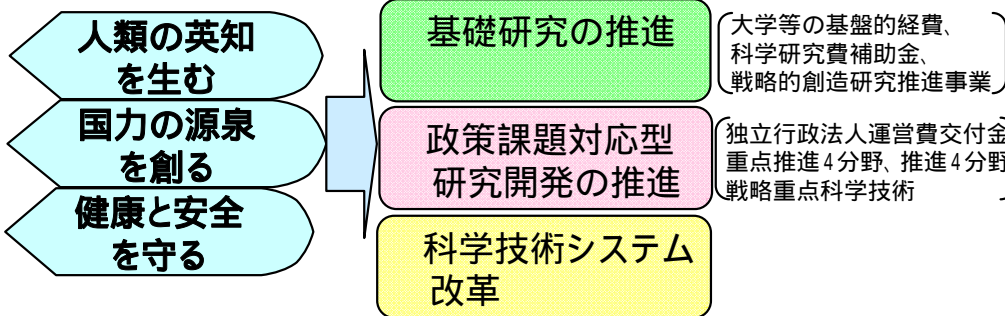 人類の英知
を生む
国力の源泉
を創る
健康と安全
を守る
基礎研究の推進
大学等の基盤的経費、
科学研究費補助金、
戦略的創造研究推進事業
政策課題対応型
研究開発の推進
独立行政法人運営費交付金
重点推進4分野、推進4分野
戦略重点科学技術
科学技術システム
改革